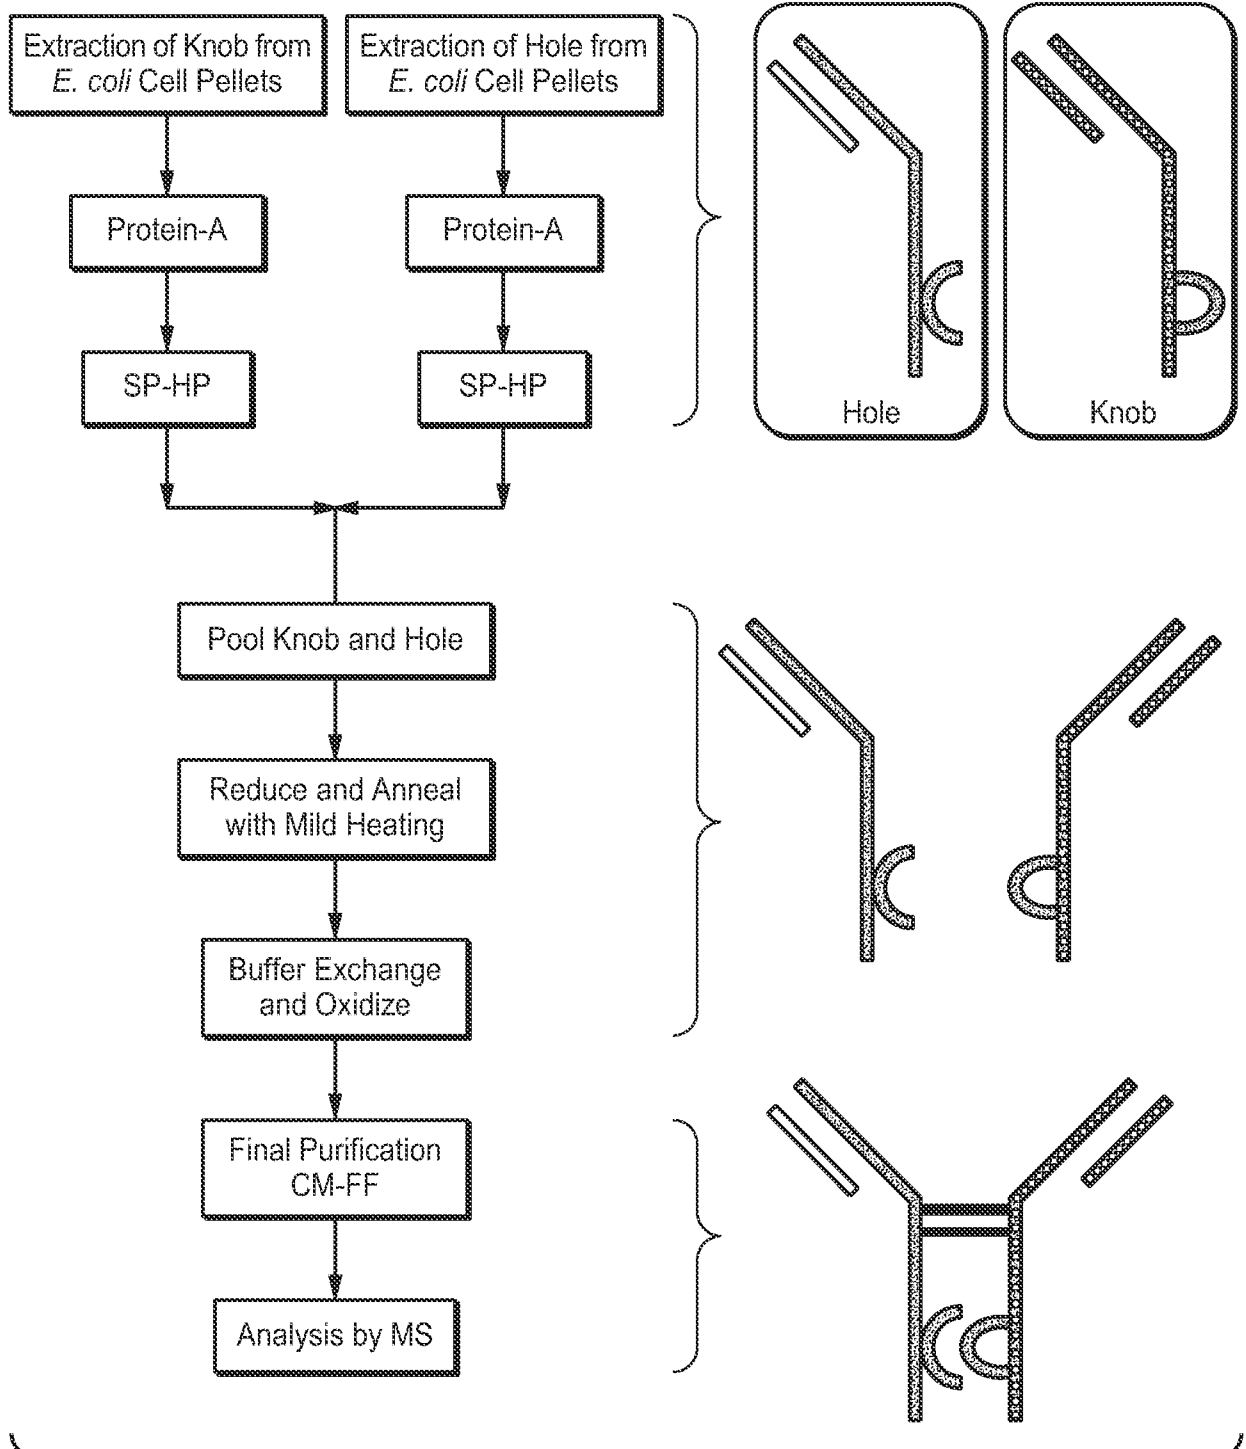 Extraction of Knob from
E. coli Cell Pellets
Extraction of Hole from
E. coli Cell Pellets
Protein-A
Protein-A
SP-HP
SP-HP
Hole
Knob
Pool Knob and Hole
Reduce and Anneal
with Mild Heating
Buffer Exchange
and Oxidize
Final Purification
CM-FF
Analysis by MS